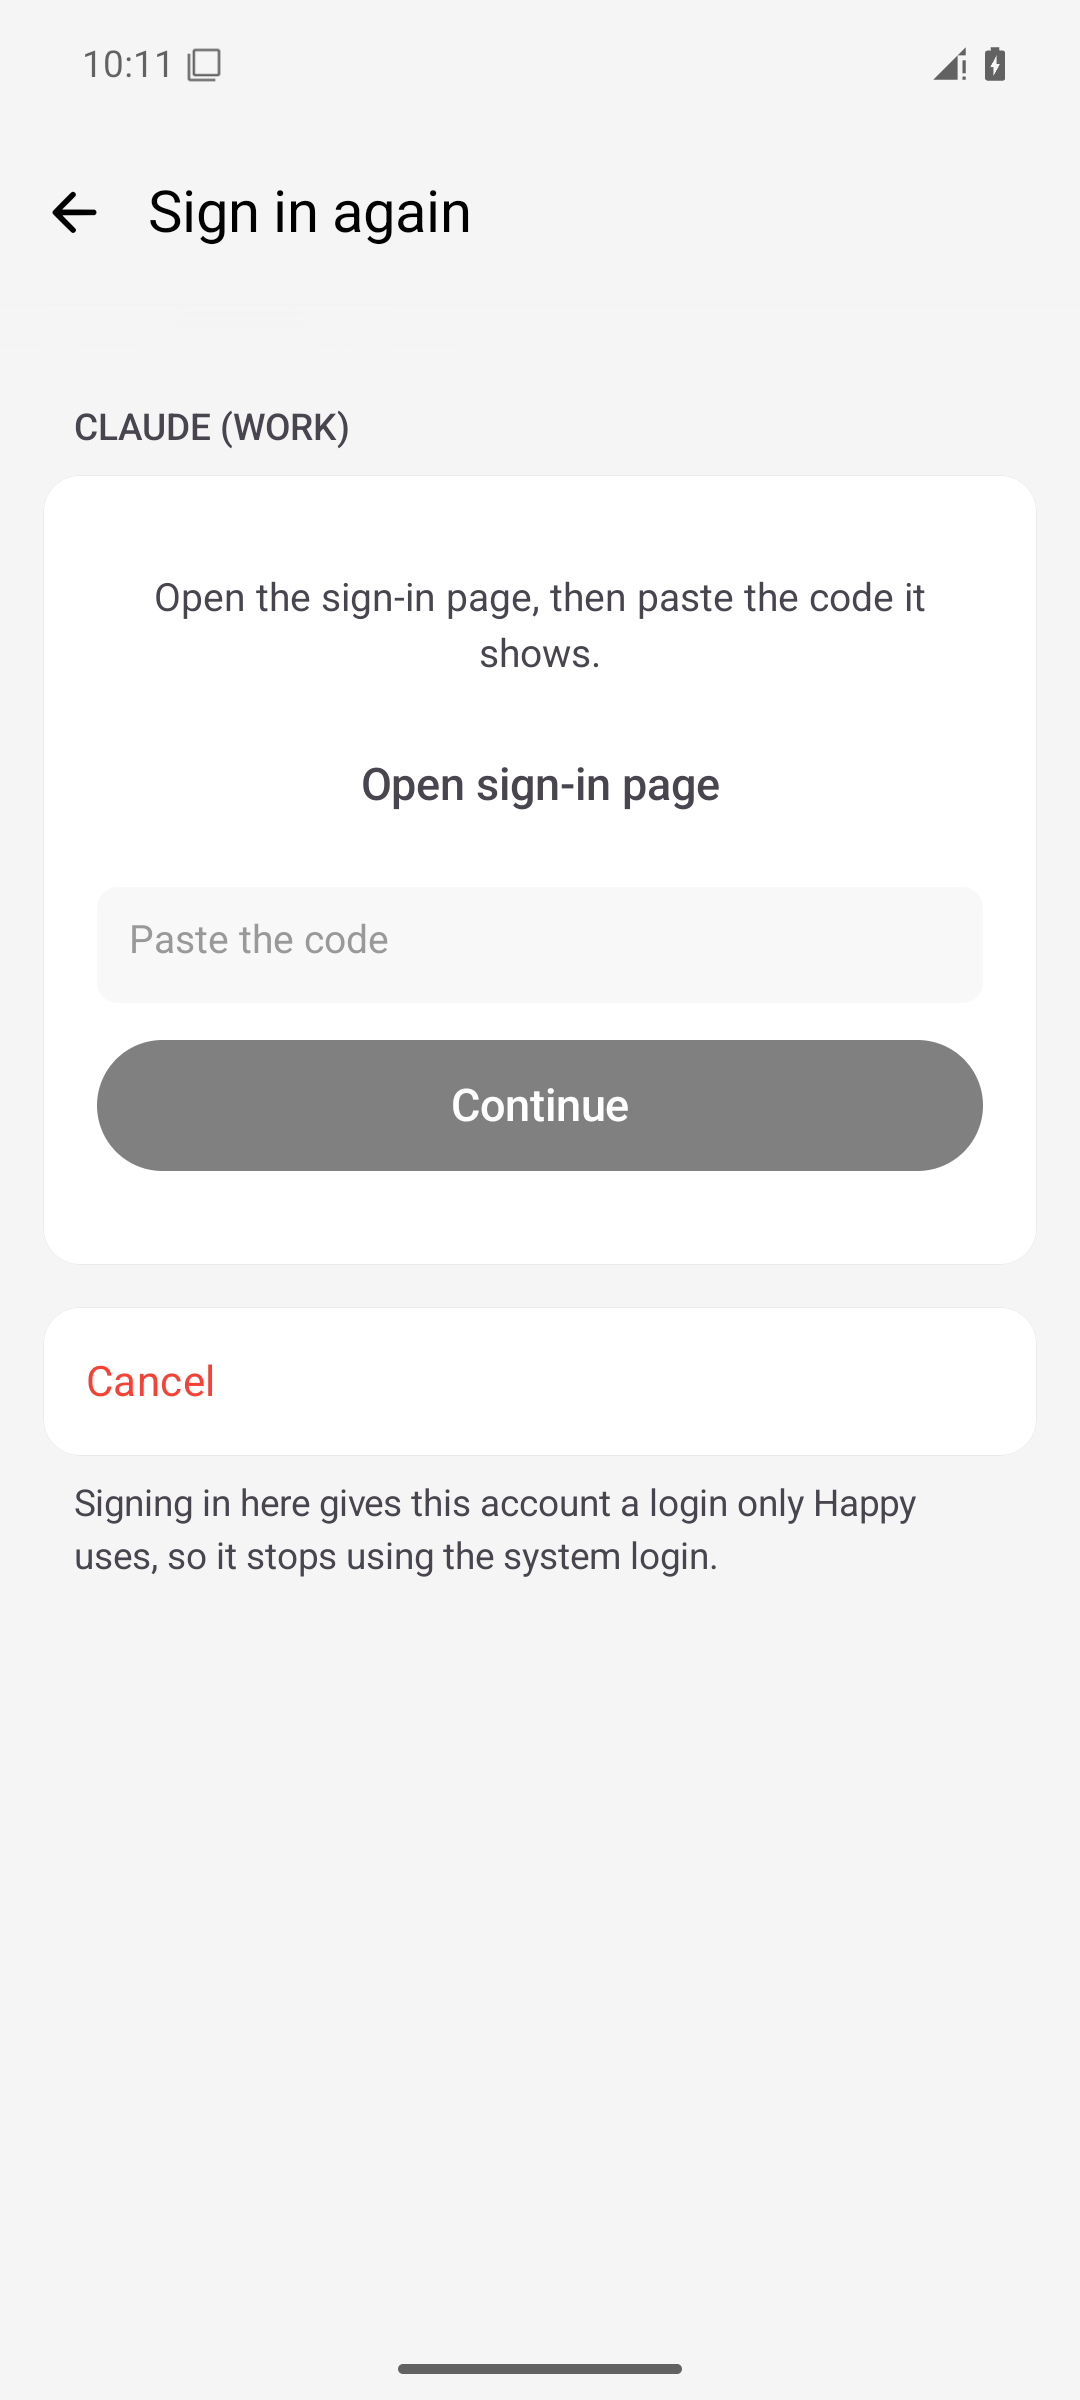 10:11
Sign in again
CLAUDE (WORK)
Open the sign-in page, then paste the code it
shows.
Open sign-in page
Paste the code
Continue
Cancel
Signing in here gives this account a login only Happy
uses, so it stops using the system login.